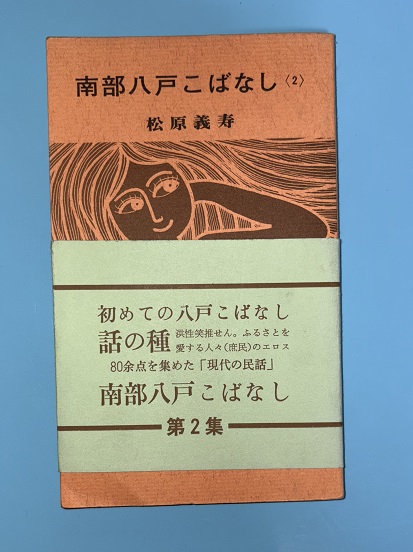 南部八戸こばなし〈2〉
松原義寿
初めての八戸こばなし
話の種 洪性笑推せん。ふるさとを
愛する人々(庶民)のエロス
80余点を集めた「現代の民話」
南部八戸こばなし
第2集